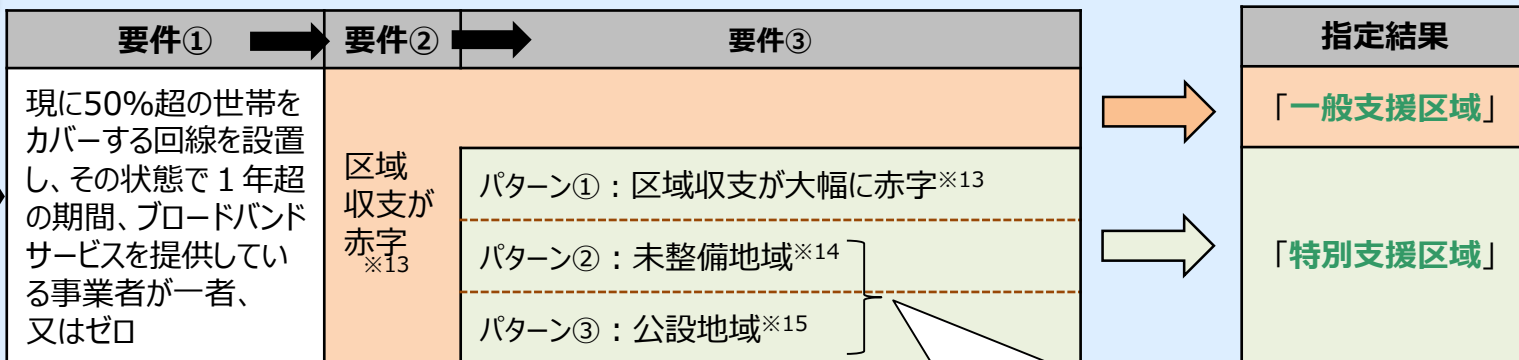 要件①
要件②
要件③
指定結果
現に50%超の世帯を
カバーする回線を設置
し、その状態で１年超
の期間、ブロードバンド
サービスを提供してい
る事業者が一者、
又はゼロ
区域
収支が
赤字
※13
パターン①：区域収支が大幅に赤字※13
パターン②：未整備地域※14
パターン③：公設地域※15
「一般支援区域」
「特別支援区域」